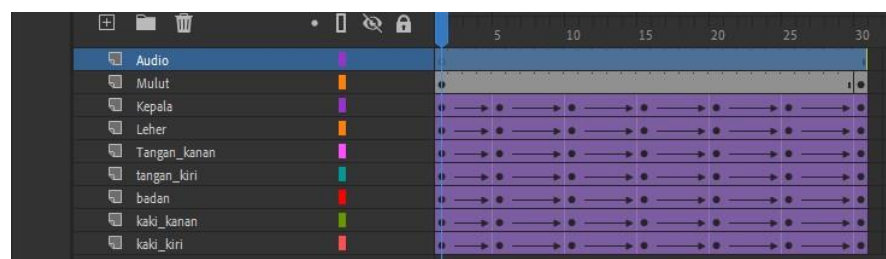 5 10 15 20 25 30
Audio
Mulut
Kepala
Leher
Tangan_kanan
tangan_kiri
badan
kaki_kanan
kaki_kiri